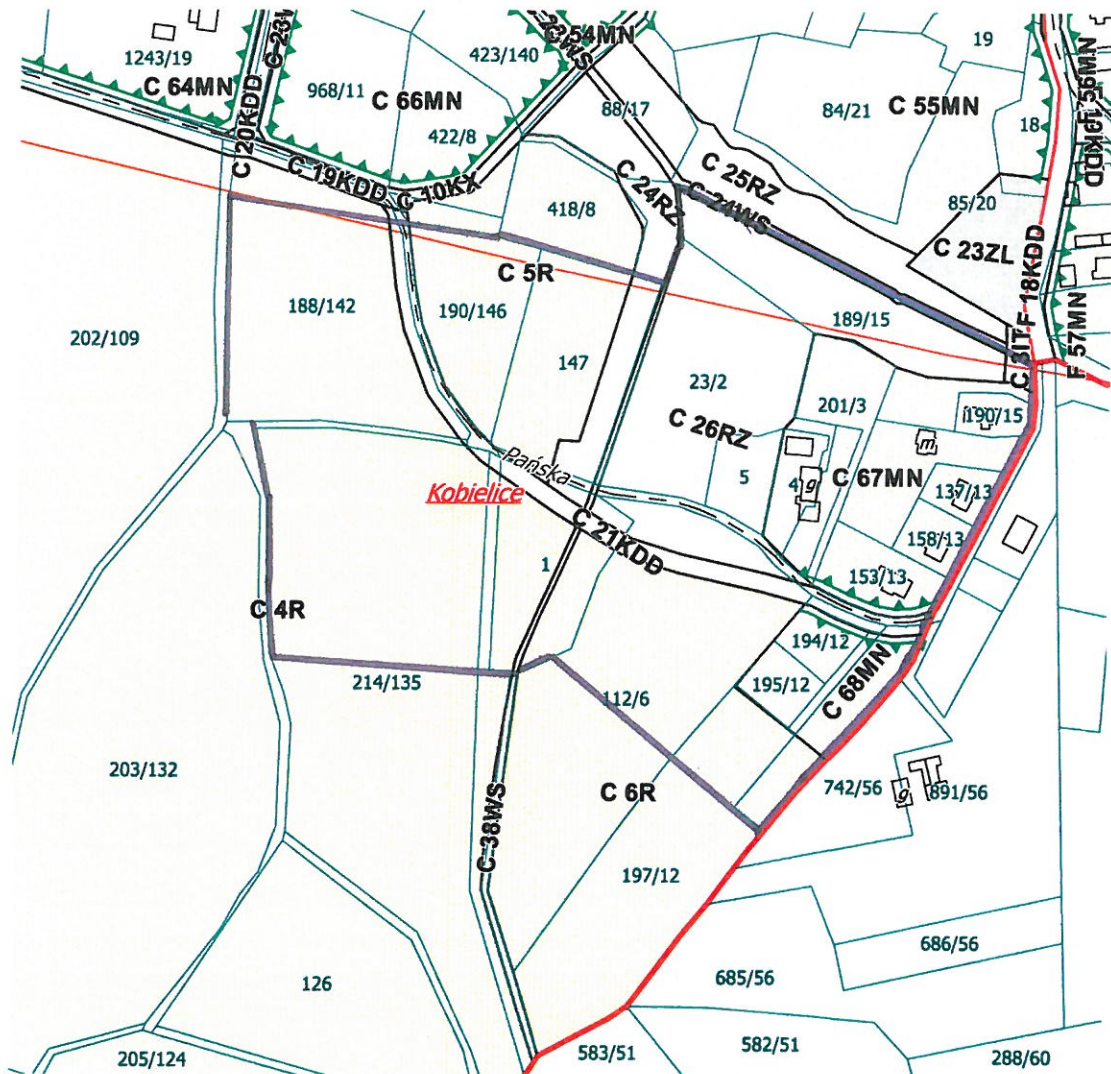 1243/19
C 64MN
C 20KDD
968/11
C 66MN
423/140
422/8
C 54MN
88/17
84/21
C 55MN
19
18
F 56MN
C 19KDD
C 10KX
418/8
C 24RZ
C 25RZ
C 24WS
85/20
C 23ZL
F 18KDD
C 3IT
F 57MN
202/109
188/142
C 5R
190/146
147
189/15
23/2
201/3
190/15
i
m
C 26RZ
5
4
g
C 67MN
137/13
158/13
153/13
Pańska
Kobielice
C 21KDD
1
C 4R
214/135
194/12
195/12
C 68MN
112/6
203/132
C 6R
742/56
g
891/56
C 38WS
197/12
126
686/56
685/56
205/124
583/51
582/51
288/60